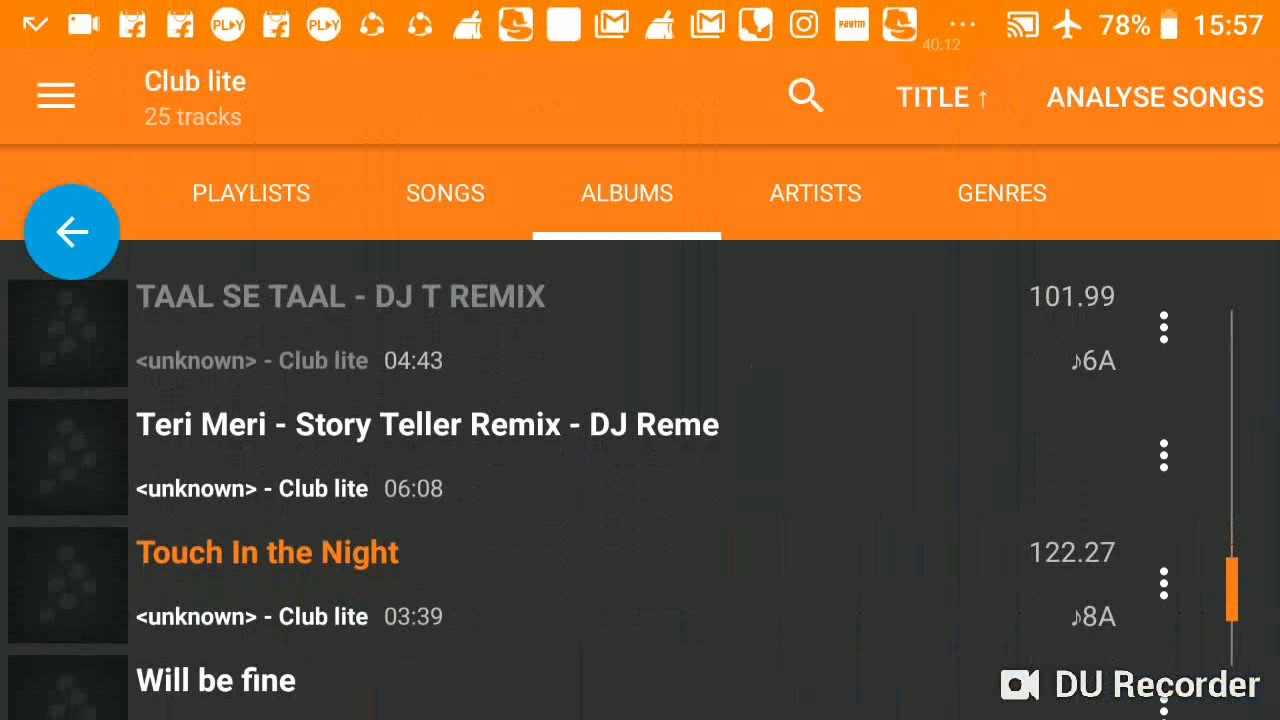 PLAY
PLAY
paytm
40.12
78%
15:57
Club lite
25 tracks
TITLE ↑
ANALYSE SONGS
PLAYLISTS
SONGS
ALBUMS
ARTISTS
GENRES
TAAL SE TAAL - DJ T REMIX
101.99
<unknown> - Club lite 04:43
♪6A
Teri Meri - Story Teller Remix - DJ Reme
<unknown> - Club lite 06:08
Touch In the Night
122.27
<unknown> - Club lite 03:39
♪8A
Will be fine
DU Recorder